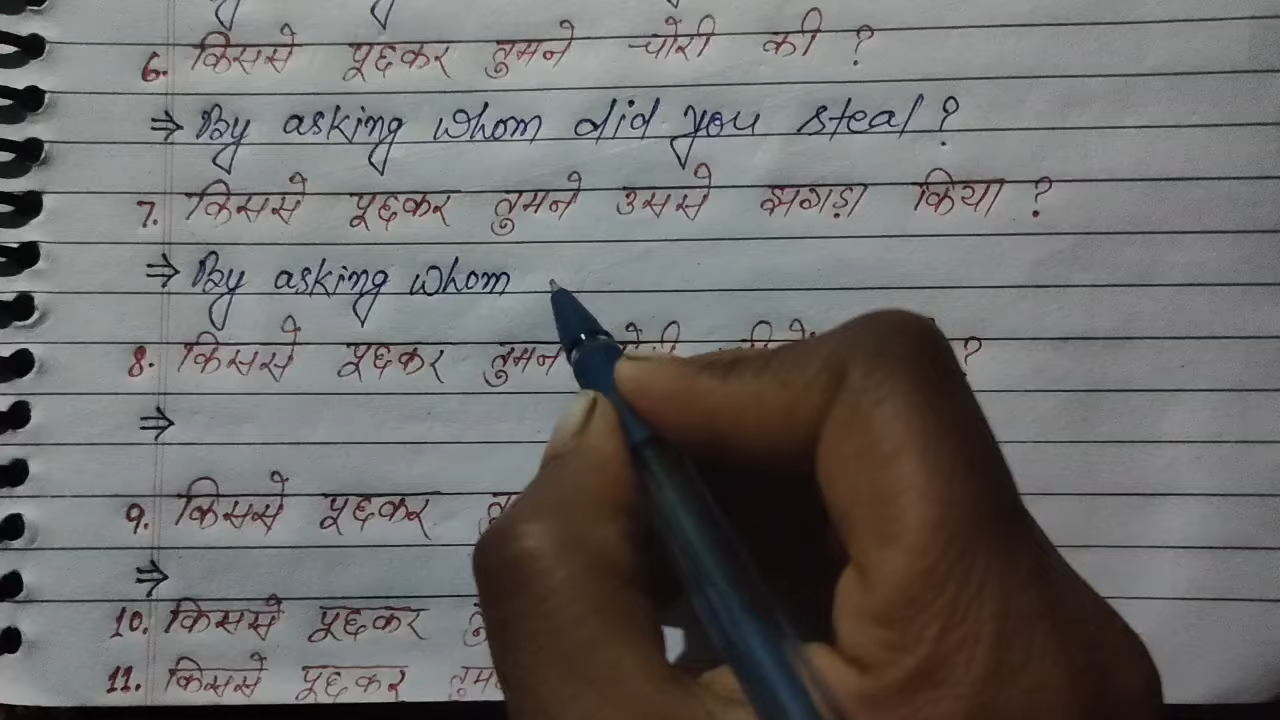 6. किससे पूछकर तुमने चोरी की ?
⇒ By asking whom did you steal ?
7. किससे पूछकर तुमने उससे झगड़ा किया ?
⇒ By asking whom
8. किससे पूछकर तुमने ?
⇒
9. किससे पूछकर
⇒
10. किससे पूछकर
11. किससे पूछकर